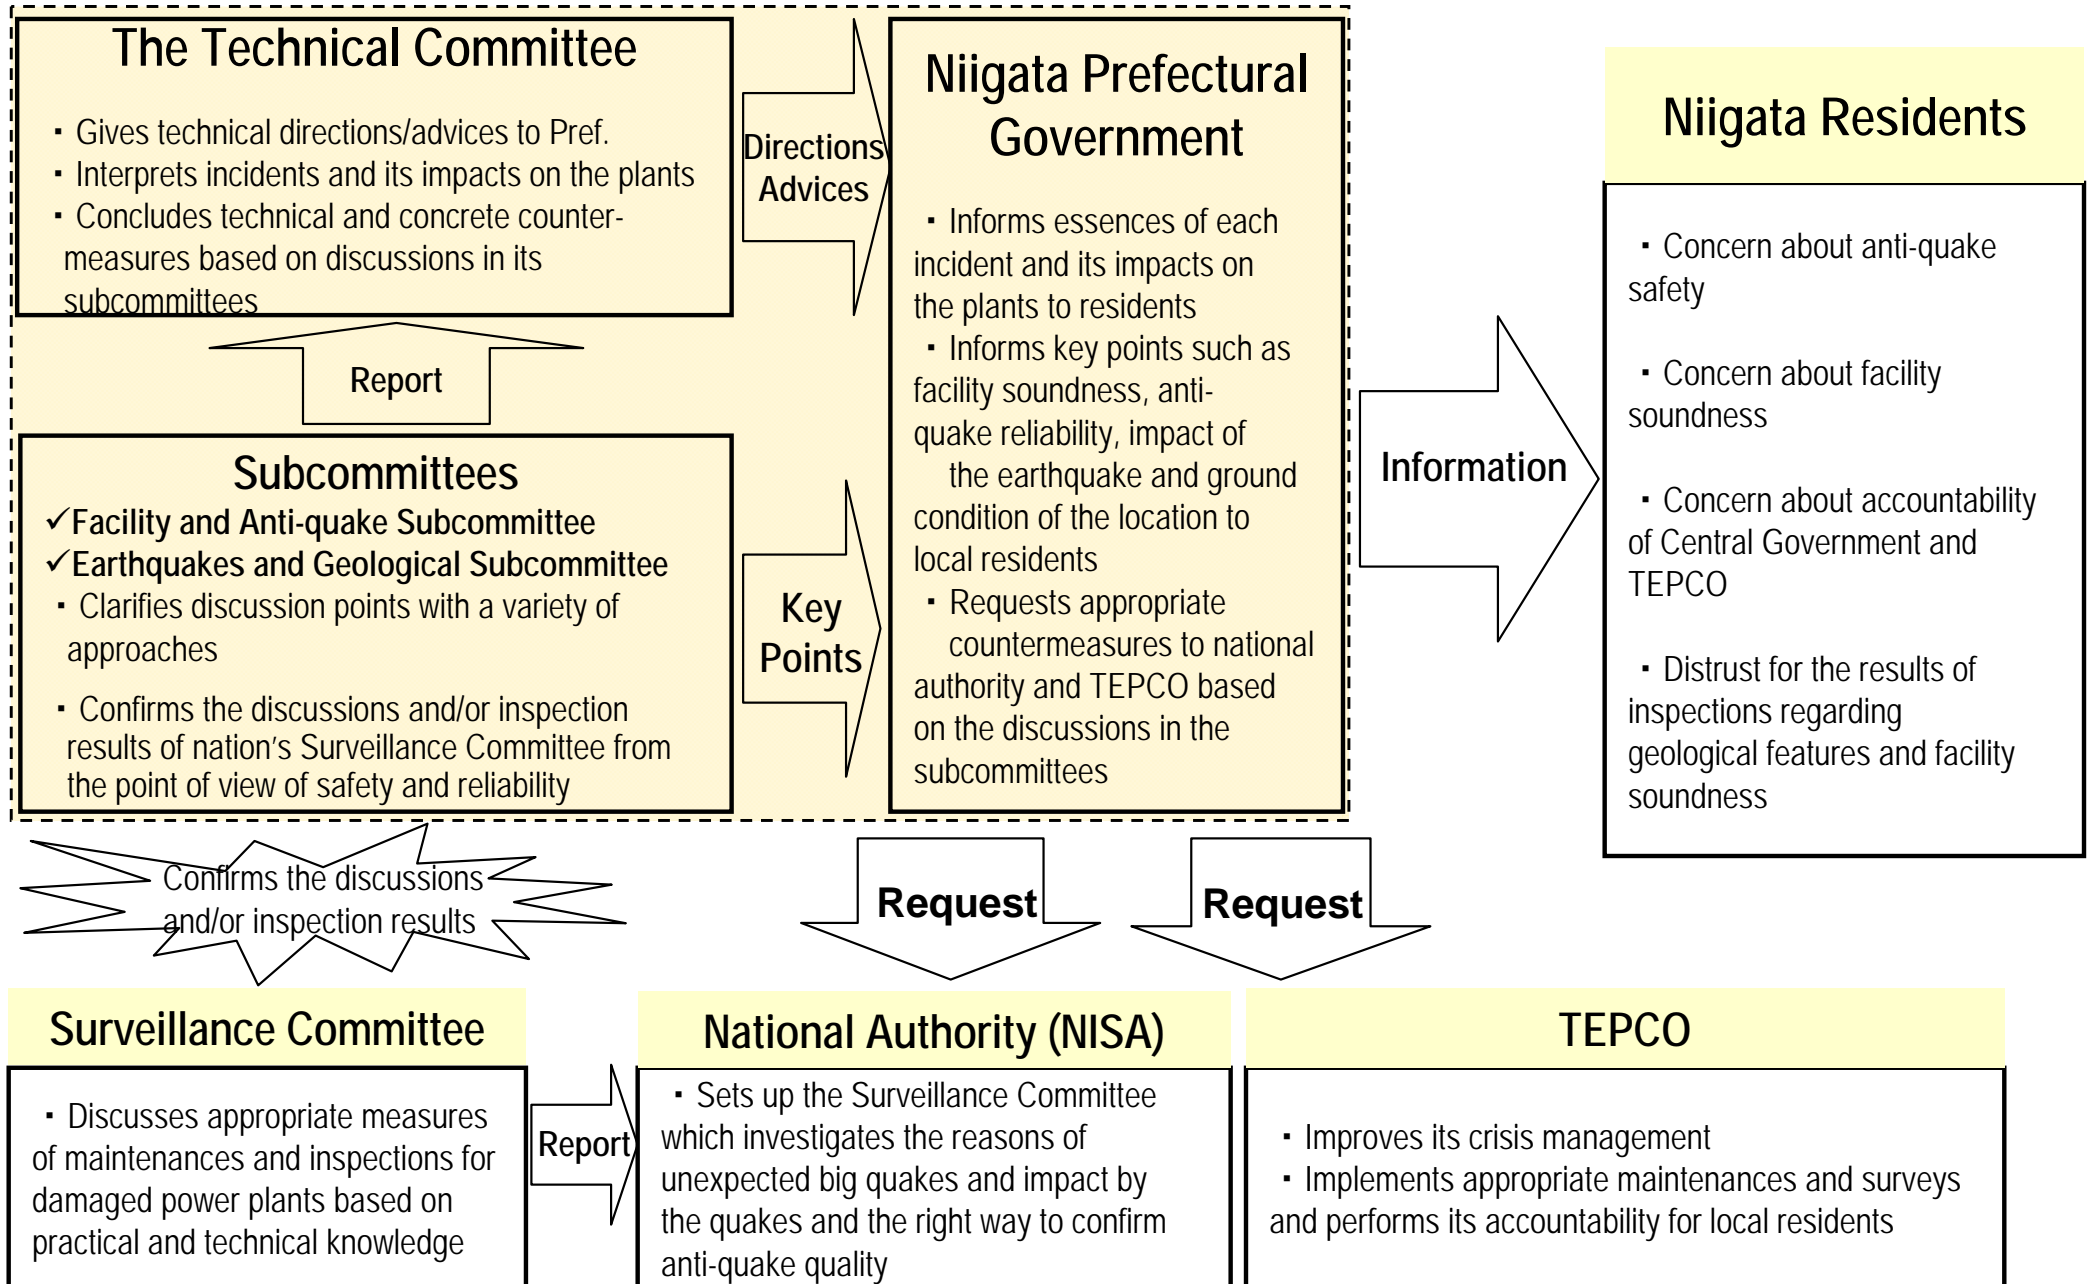 The Technical Committee
・Gives technical directions/advices to Pref.
・Interprets incidents and its impacts on the plants
・Concludes technical and concrete counter-
measures based on discussions in its
subcommittees
Directions
Advices
Report
Subcommittees
✓Facility and Anti-quake Subcommittee
✓Earthquakes and Geological Subcommittee
・Clarifies discussion points with a variety of
approaches
・Confirms the discussions and/or inspection
results of nation's Surveillance Committee from
the point of view of safety and reliability
Key
Points
Niigata Prefectural
Government
・Informs essences of each
incident and its impacts on
the plants to residents
・Informs key points such as
facility soundness, anti-
quake reliability, impact of
the earthquake and ground
condition of the location to
local residents
・Requests appropriate
countermeasures to national
authority and TEPCO based
on the discussions in the
subcommittees
Information
Niigata Residents
・Concern about anti-quake
safety
・Concern about facility
soundness
・Concern about accountability
of Central Government and
TEPCO
・Distrust for the results of
inspections regarding
geological features and facility
soundness
Confirms the discussions
and/or inspection results
Request
Request
Surveillance Committee
・Discusses appropriate measures
of maintenances and inspections for
damaged power plants based on
practical and technical knowledge
Report
National Authority (NISA)
・Sets up the Surveillance Committee
which investigates the reasons of
unexpected big quakes and impact by
the quakes and the right way to confirm
anti-quake quality
TEPCO
・Improves its crisis management
・Implements appropriate maintenances and surveys
and performs its accountability for local residents